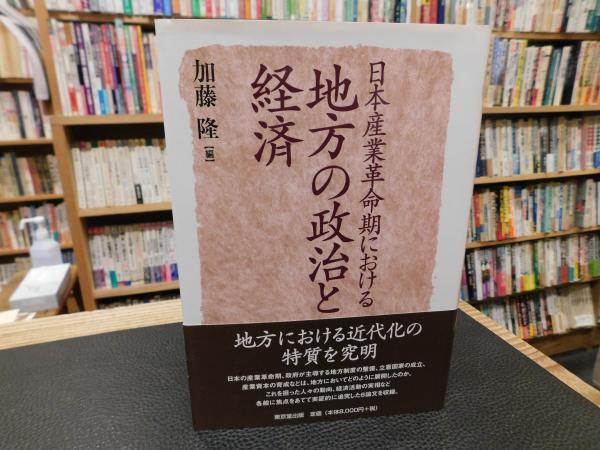 日本産業革命期における
地方の政治と
経済
加藤 隆[編]
地方における近代化の
特質を究明
日本の産業革命期、政府が主導する地方制度の整備、立憲国家の成立、
産業資本の育成などは、地方においてどのように展開したのか。
これを担った人々の動向、経済活動の実相など
各般に焦点をあてて実証的に追究した6論文を収録。
東京堂出版 定価(本体8,000円+税)